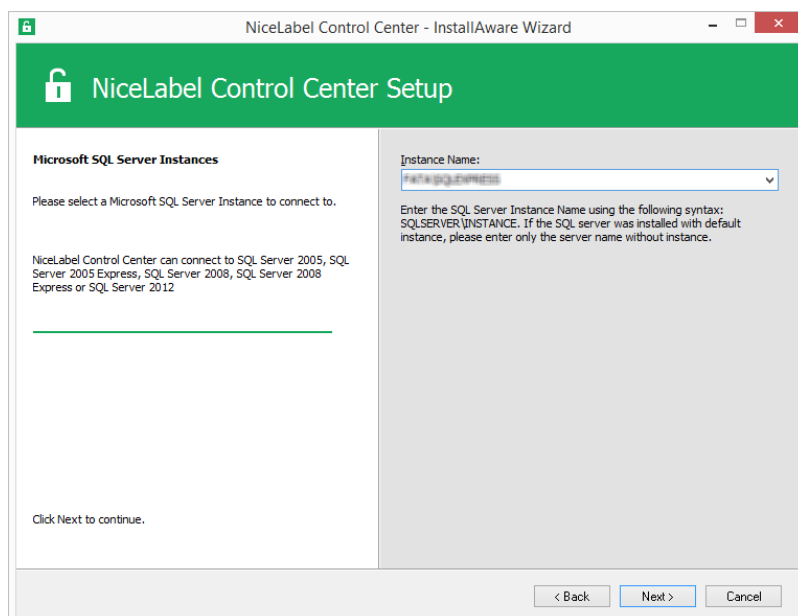 NiceLabel Control Center - InstallAware Wizard
NiceLabel Control Center Setup
Microsoft SQL Server Instances
Please select a Microsoft SQL Server Instance to connect to.
NiceLabel Control Center can connect to SQL Server 2005, SQL
Server 2005 Express, SQL Server 2008, SQL Server 2008
Express or SQL Server 2012
Click Next to continue.
Instance Name:
Enter the SQL Server Instance Name using the following syntax:
SQLSERVER\INSTANCE. If the SQL server was installed with default
instance, please enter only the server name without instance.
< Back
Next >
Cancel